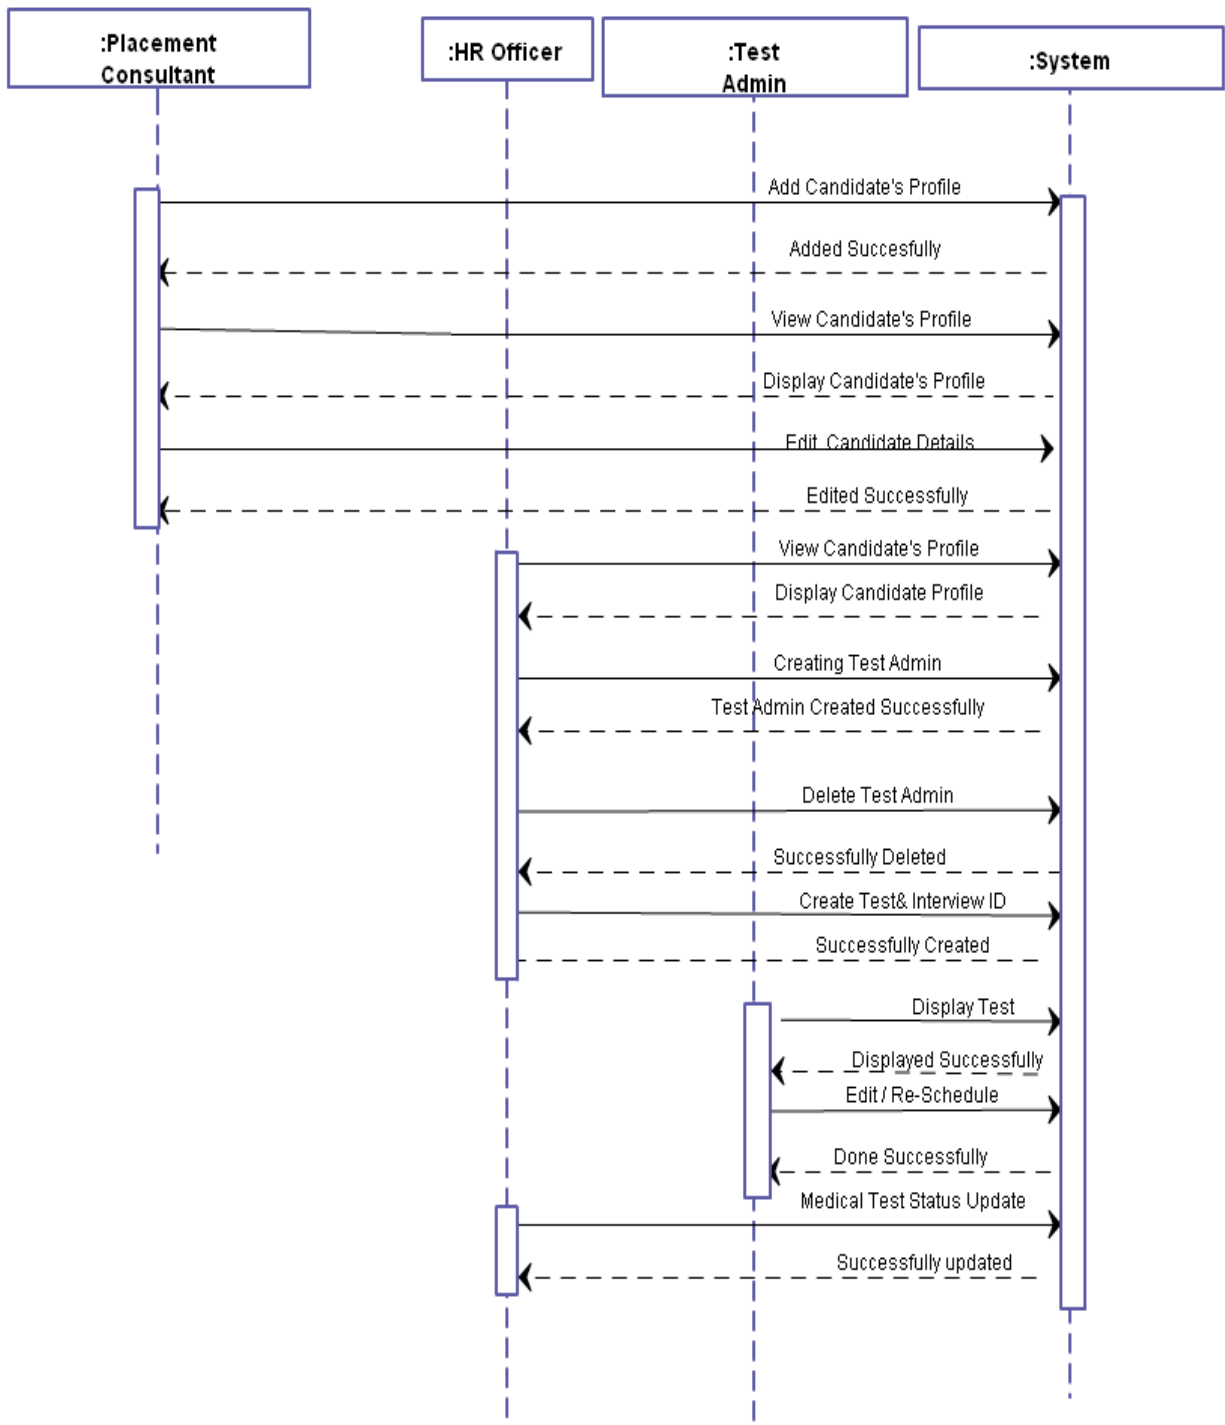 :Placement
Consultant
:HR Officer
:Test
Admin
:System
Add Candidate's Profile
Added Succesfully
View Candidate's Profile
Display Candidate's Profile
Edit Candidate Details
Edited Successfully
View Candidate's Profile
Display Candidate Profile
Creating Test Admin
Test Admin Created Successfully
Delete Test Admin
Successfully Deleted
Create Test& Interview ID
Successfully Created
Display Test
Displayed Successfully
Edit / Re-Schedule
Done Successfully
Medical Test Status Update
Successfully updated